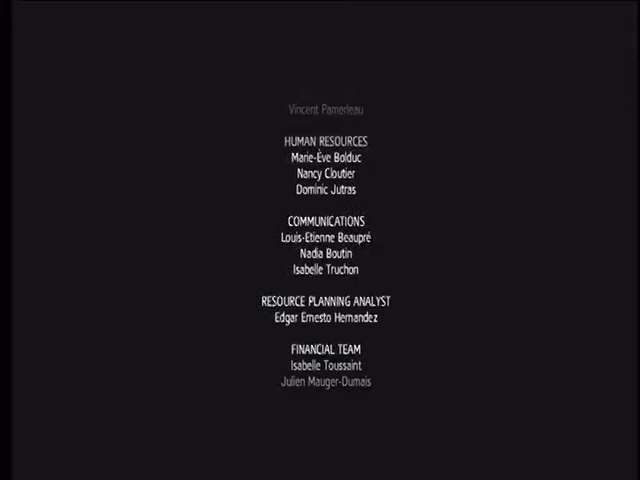 Vincent Pamerleau
HUMAN RESOURCES
Marie-Ève Bolduc
Nancy Cloutier
Dominic Jutras
COMMUNICATIONS
Louis-Etienne Beaupré
Nadia Boutin
Isabelle Truchon
RESOURCE PLANNING ANALYST
Edgar Ernesto Hernandez
FINANCIAL TEAM
Isabelle Toussaint
Julien Mauger-Dumais